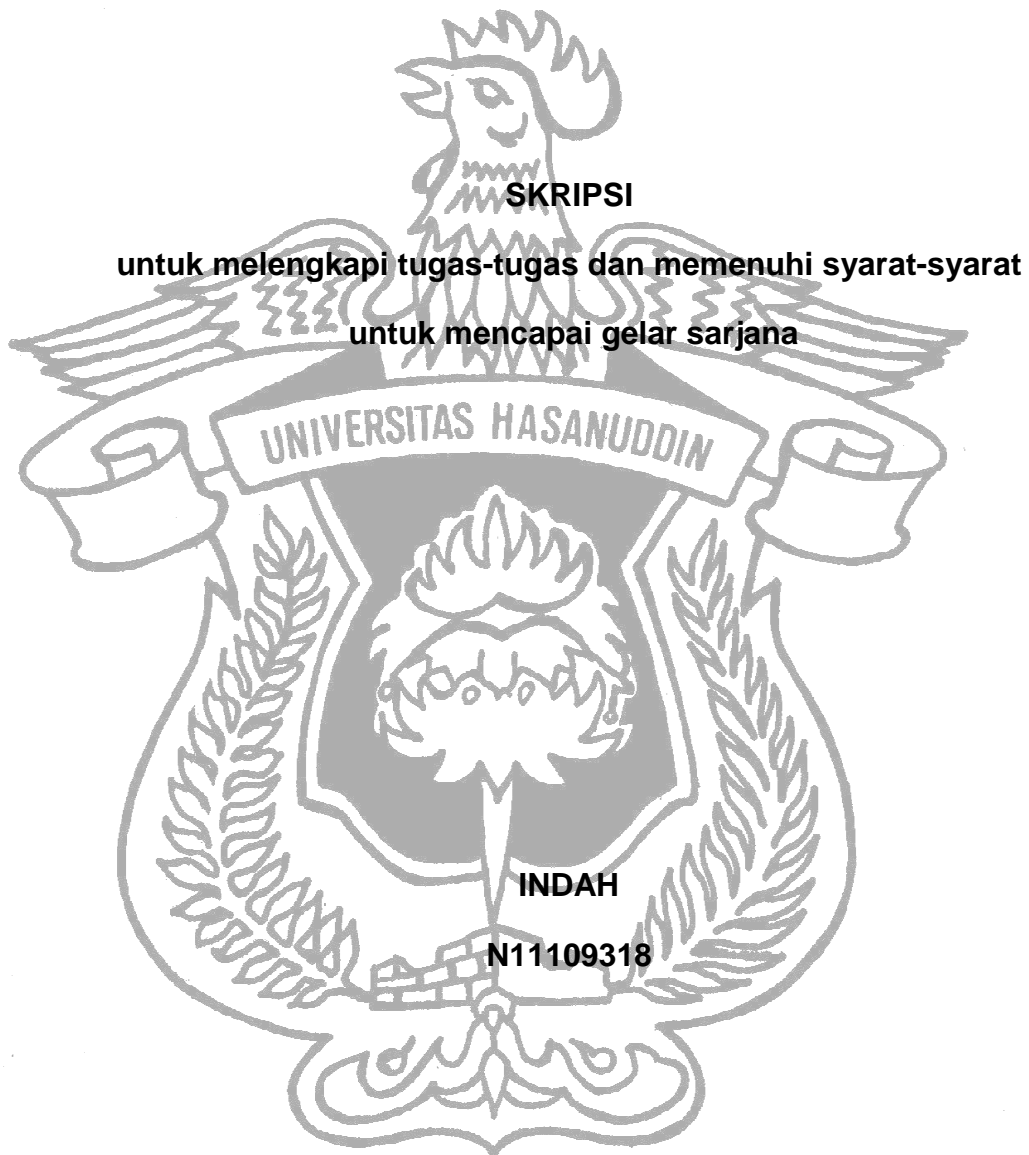 SKRIPSI
untuk melengkapi tugas-tugas dan memenuhi syarat-syarat
untuk mencapai gelar sarjana
UNIVERSITAS HASANUDDIN
INDAH
N11109318